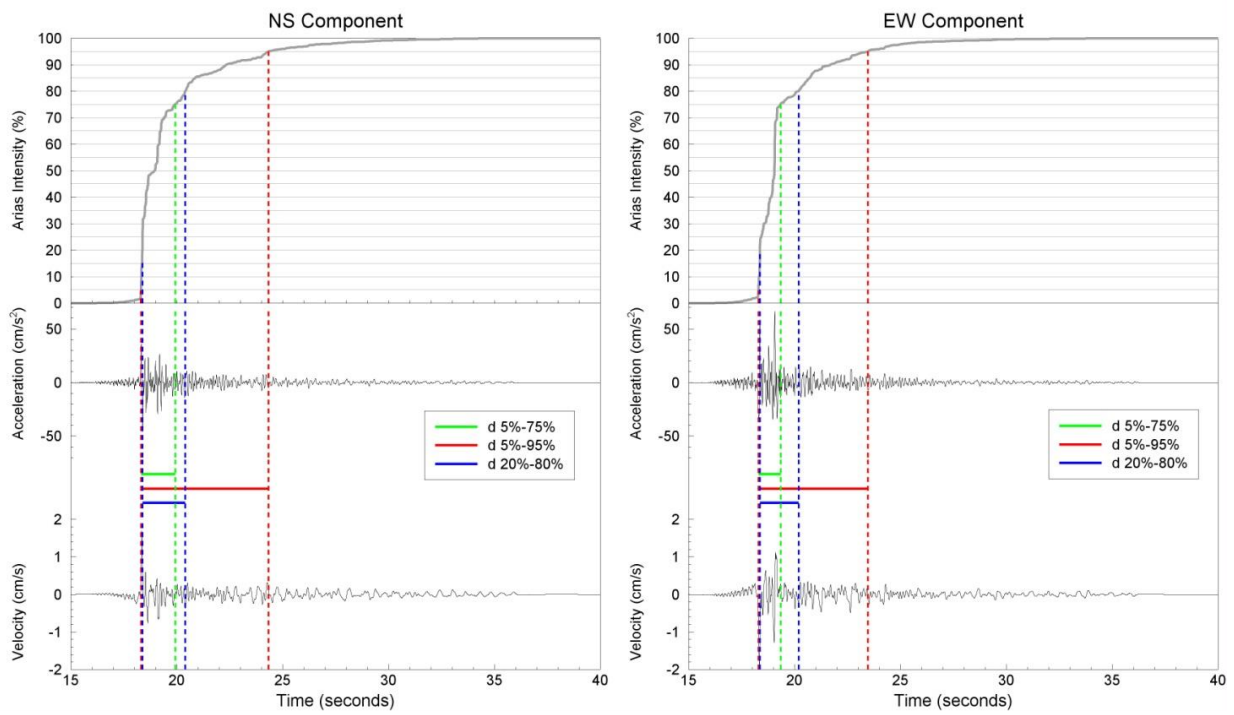 NS Component
100
90
80
70
60
50
40
30
20
10
0
Arias Intensity (%)
50
0
-50
Acceleration (cm/s²)
d 5%-75%
d 5%-95%
d 20%-80%
2
1
0
-1
-2
Velocity (cm/s)
15 20 25 30 35 40
Time (seconds)
EW Component
100
90
80
70
60
50
40
30
20
10
0
Arias Intensity (%)
50
0
-50
Acceleration (cm/s²)
d 5%-75%
d 5%-95%
d 20%-80%
2
1
0
-1
-2
Velocity (cm/s)
15 20 25 30 35 40
Time (seconds)